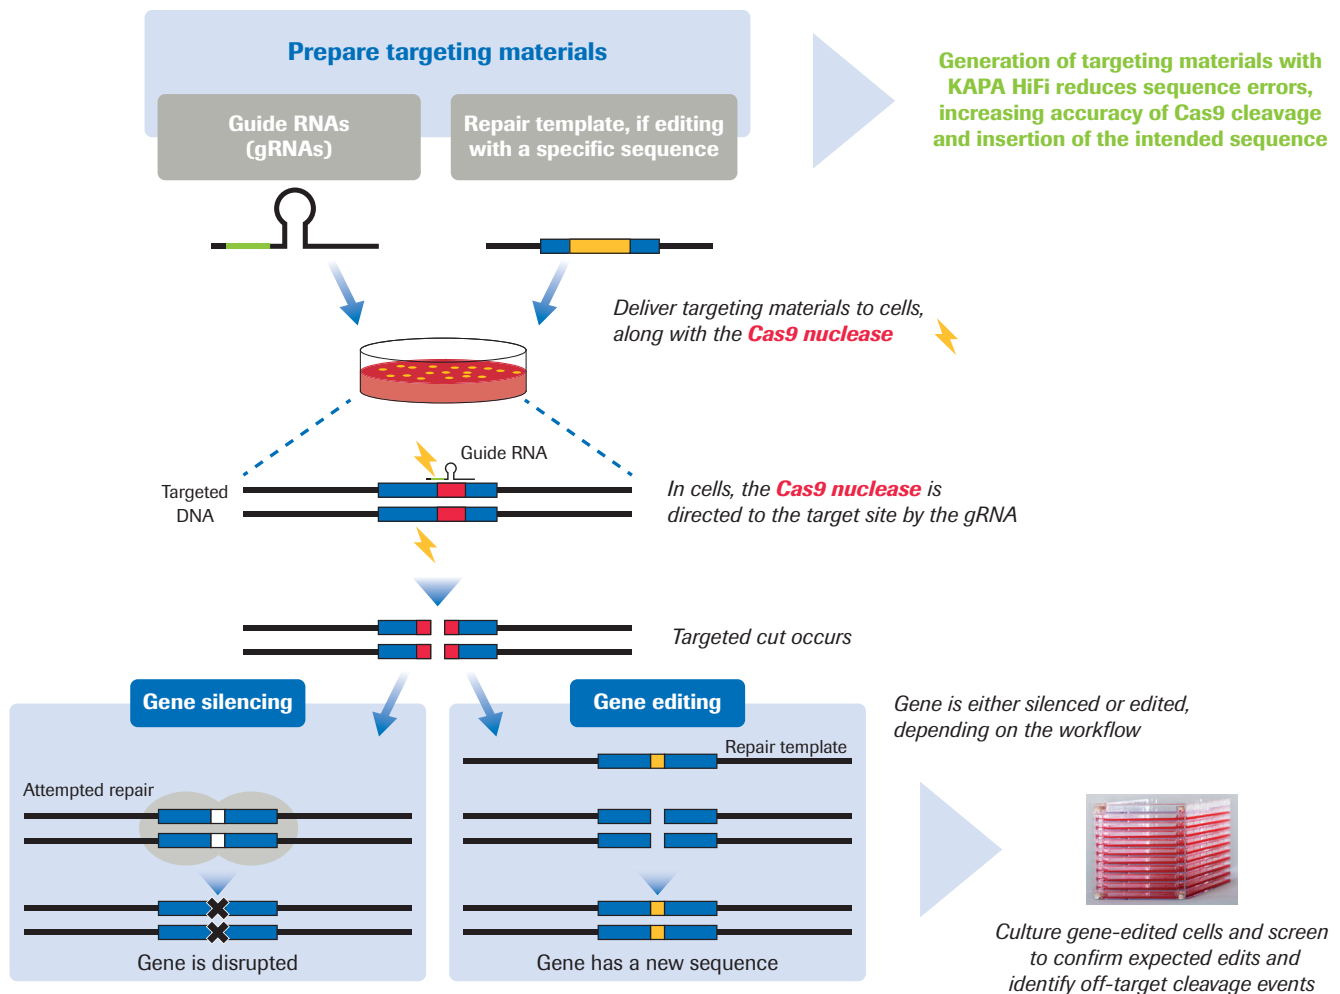 Prepare targeting materials
Guide RNAs
(gRNAs)
Repair template, if editing
with a specific sequence
Generation of targeting materials with
KAPA HiFi reduces sequence errors,
increasing accuracy of Cas9 cleavage
and insertion of the intended sequence
Deliver targeting materials to cells,
along with the Cas9 nuclease
Guide RNA
Targeted
DNA
In cells, the Cas9 nuclease is
directed to the target site by the gRNA
Targeted cut occurs
Gene silencing
Gene editing
Gene is either silenced or edited,
depending on the workflow
Repair template
Attempted repair
Gene is disrupted
Gene has a new sequence
Culture gene-edited cells and screen
to confirm expected edits and
identify off-target cleavage events